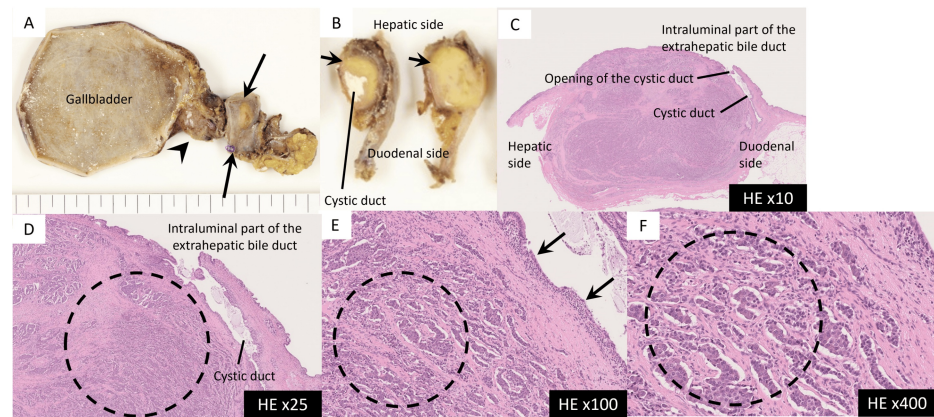 A
Gallbladder
B
Hepatic side
Duodenal side
Cystic duct
C
Intraluminal part of the
extrahepatic bile duct
Opening of the cystic duct
Cystic duct
Hepatic
side
Duodenal
side
HE x10
D
Intraluminal part of the
extrahepatic bile duct
Cystic duct
HE x25
E
HE x100
F
HE x400